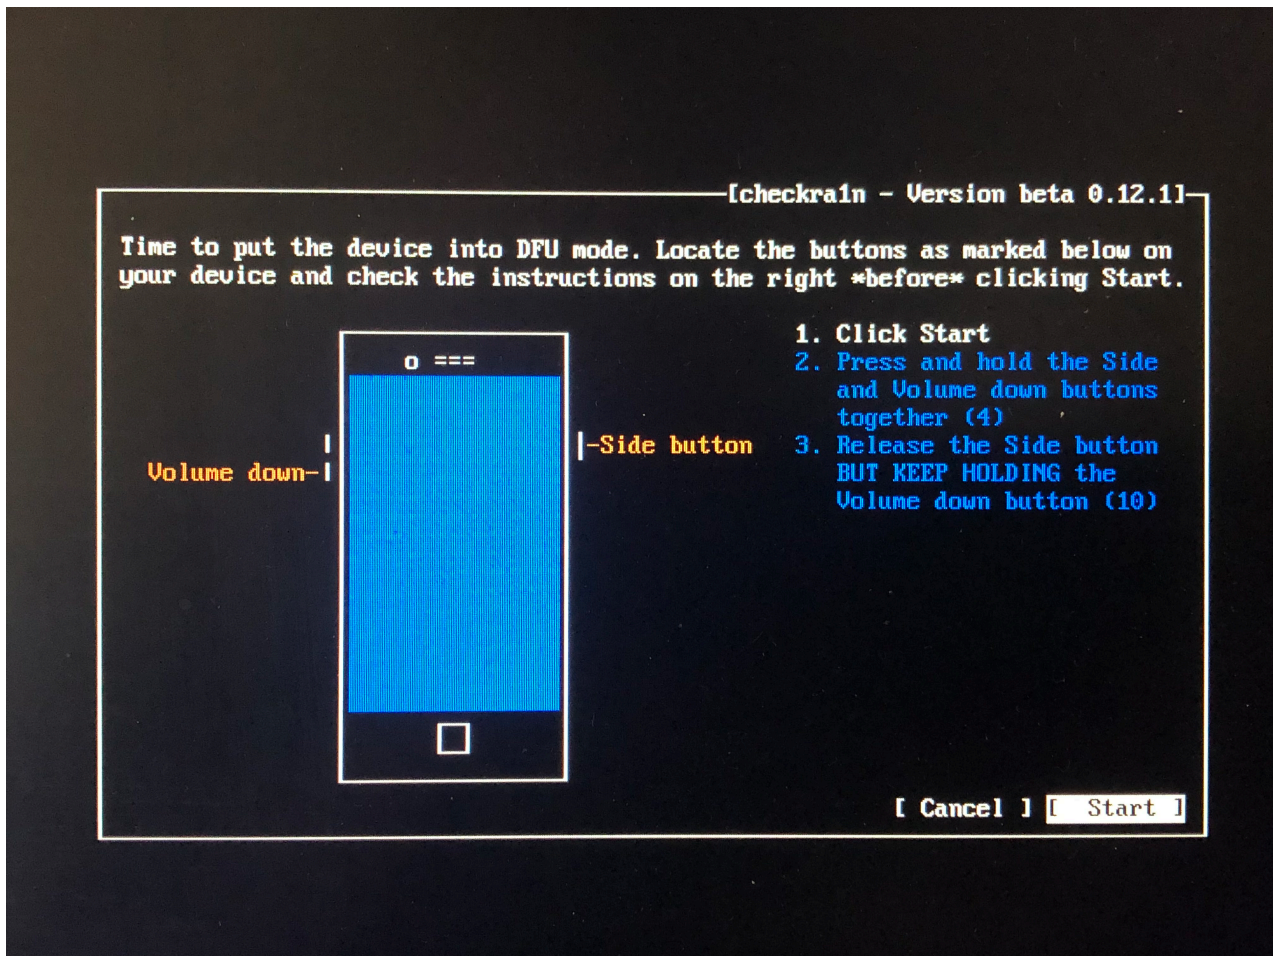 [checkra1n - Version beta 0.12.1]
Time to put the device into DFU mode. Locate the buttons as marked below on
your device and check the instructions on the right *before* clicking Start.
o ===
Volume down-
-Side button
1. Click Start
2. Press and hold the Side
and Volume down buttons
together (4)
3. Release the Side button
BUT KEEP HOLDING the
Volume down button (10)
[ Cancel ] [ Start ]